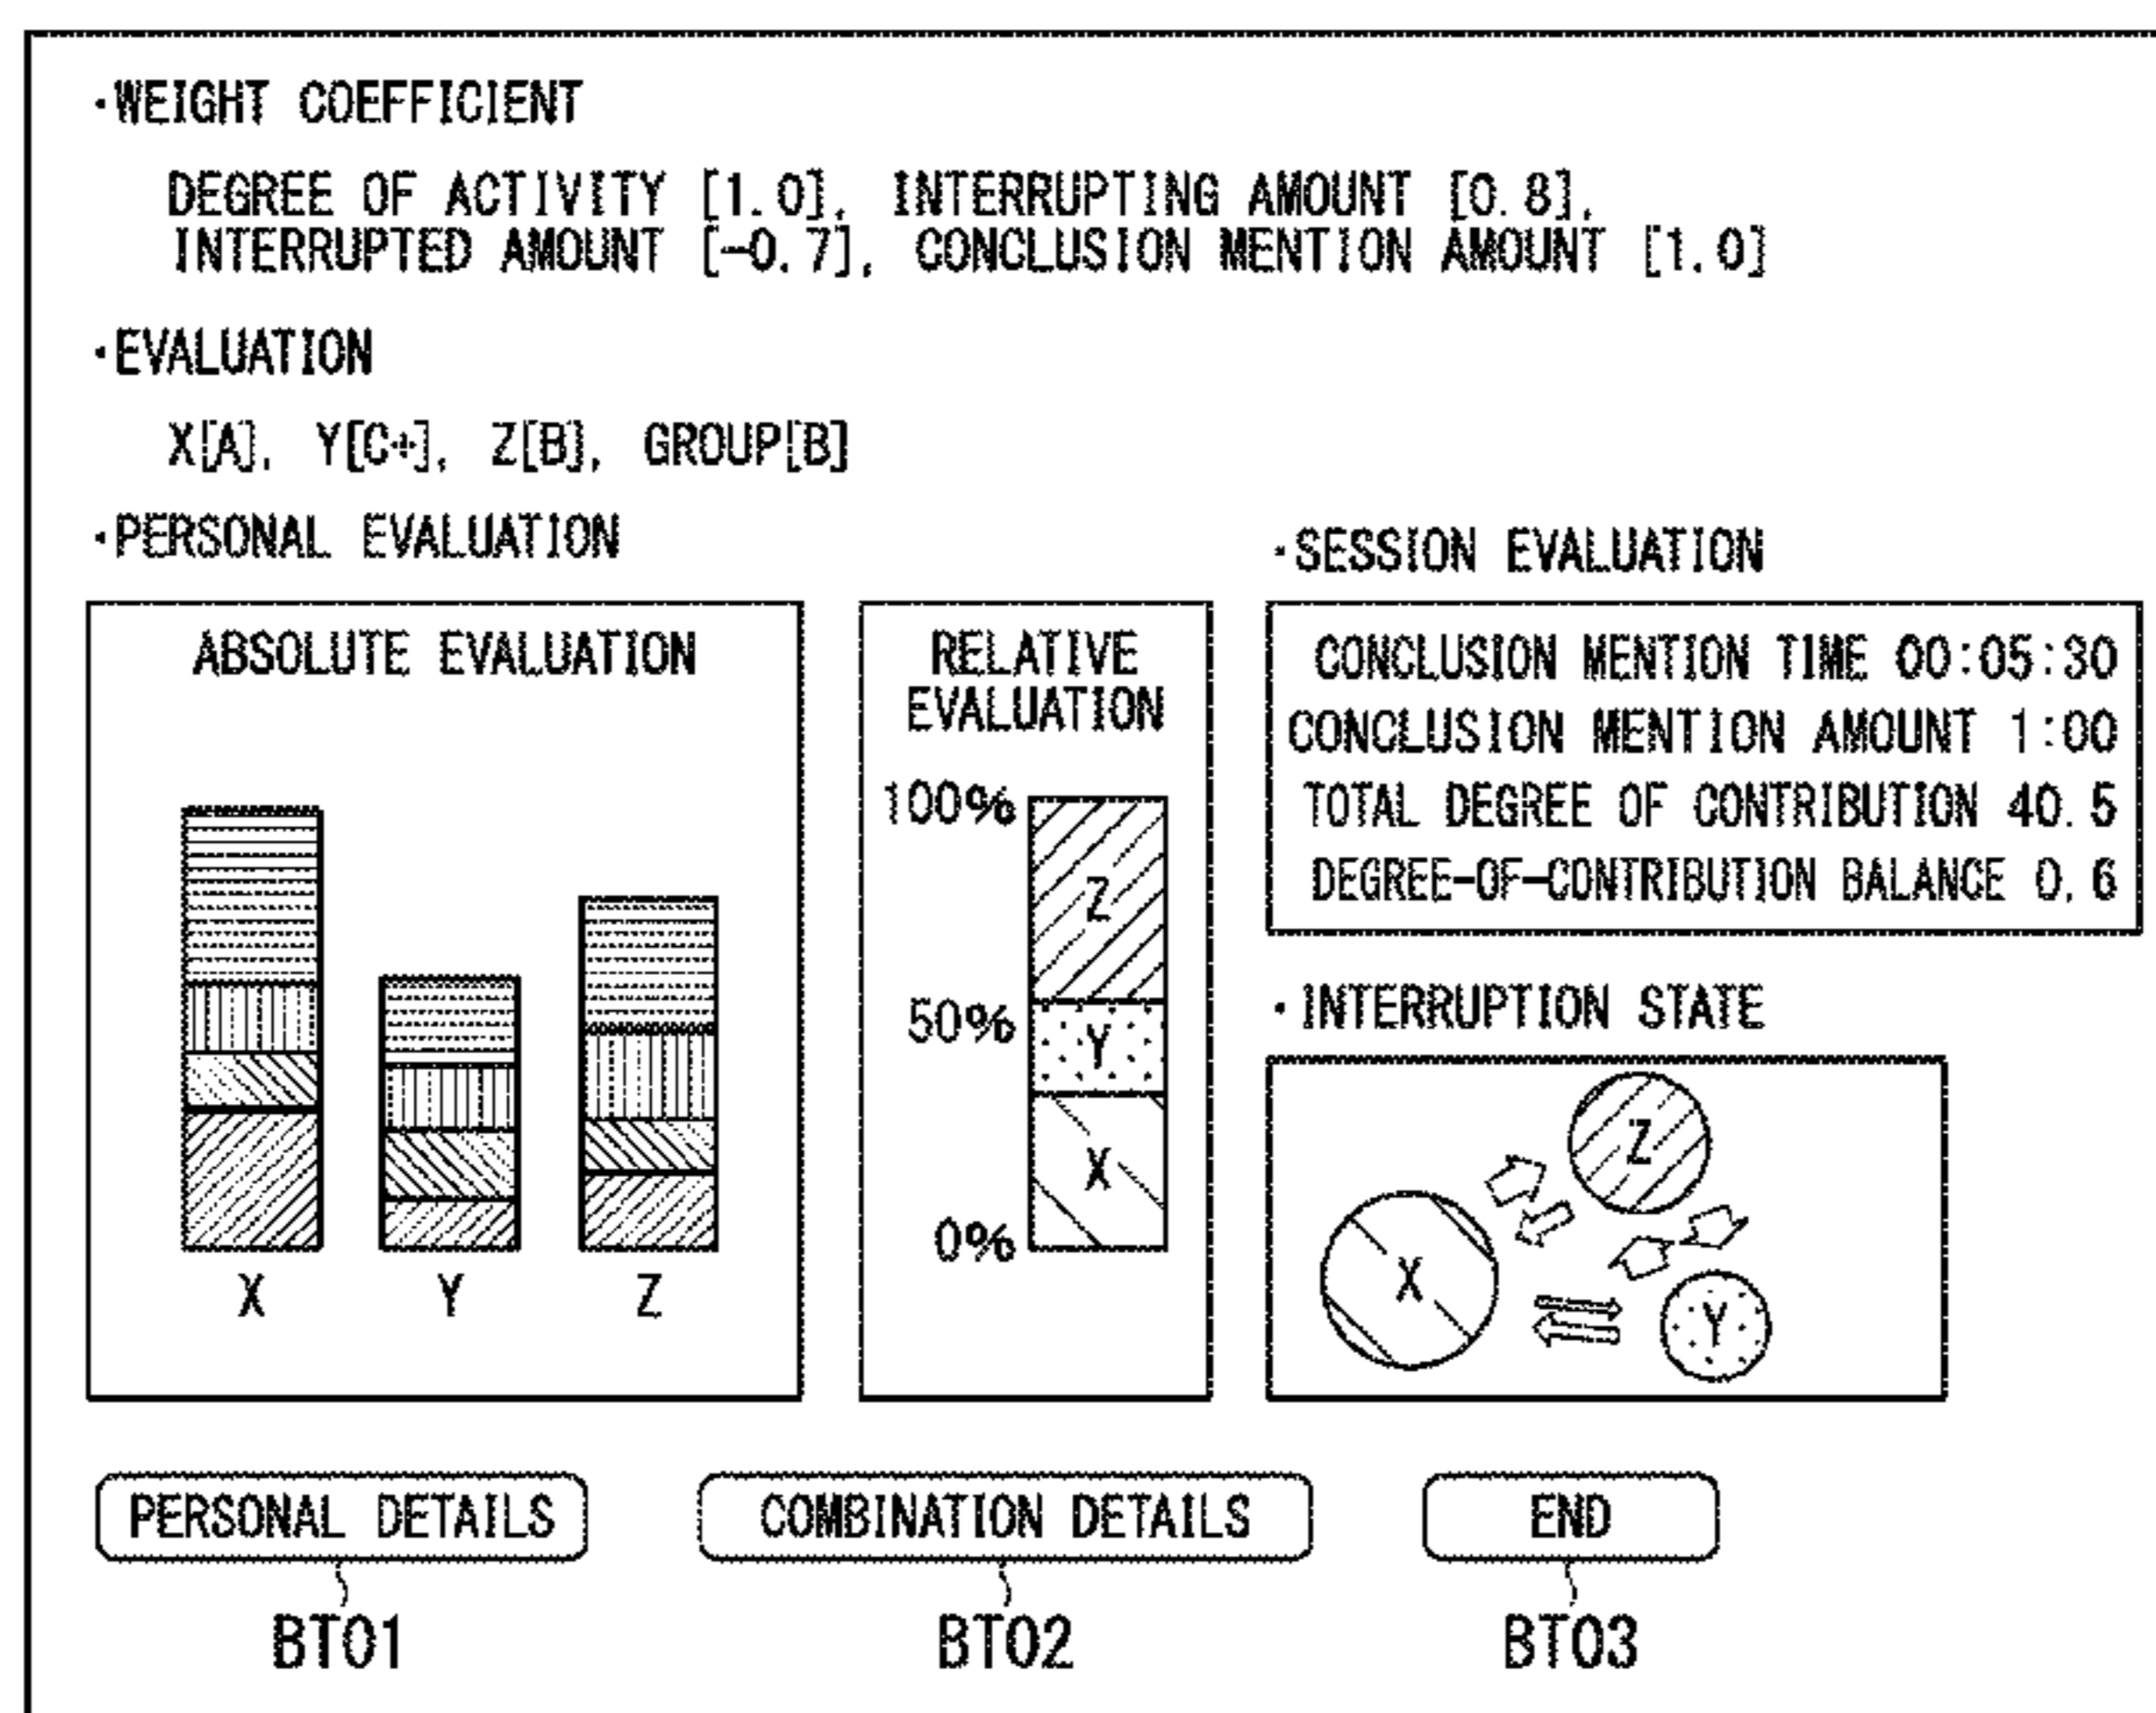 ·WEIGHT COEFFICIENT
DEGREE OF ACTIVITY [1.0], INTERRUPTING AMOUNT [0.8],
INTERRUPTED AMOUNT [-0.7], CONCLUSION MENTION AMOUNT [1.0]
·EVALUATION
X[A], Y[C+], Z[B], GROUP[B]
·PERSONAL EVALUATION
ABSOLUTE EVALUATION
X
Y
Z
RELATIVE
EVALUATION
100%
Z
50%
Y
X
0%
·SESSION EVALUATION
CONCLUSION MENTION TIME 00:05:30
CONCLUSION MENTION AMOUNT 1:00
TOTAL DEGREE OF CONTRIBUTION 40.5
DEGREE-OF-CONTRIBUTION BALANCE 0.6
·INTERRUPTION STATE
Z
X
Y
PERSONAL DETAILS
COMBINATION DETAILS
END
BT01
BT02
BT03